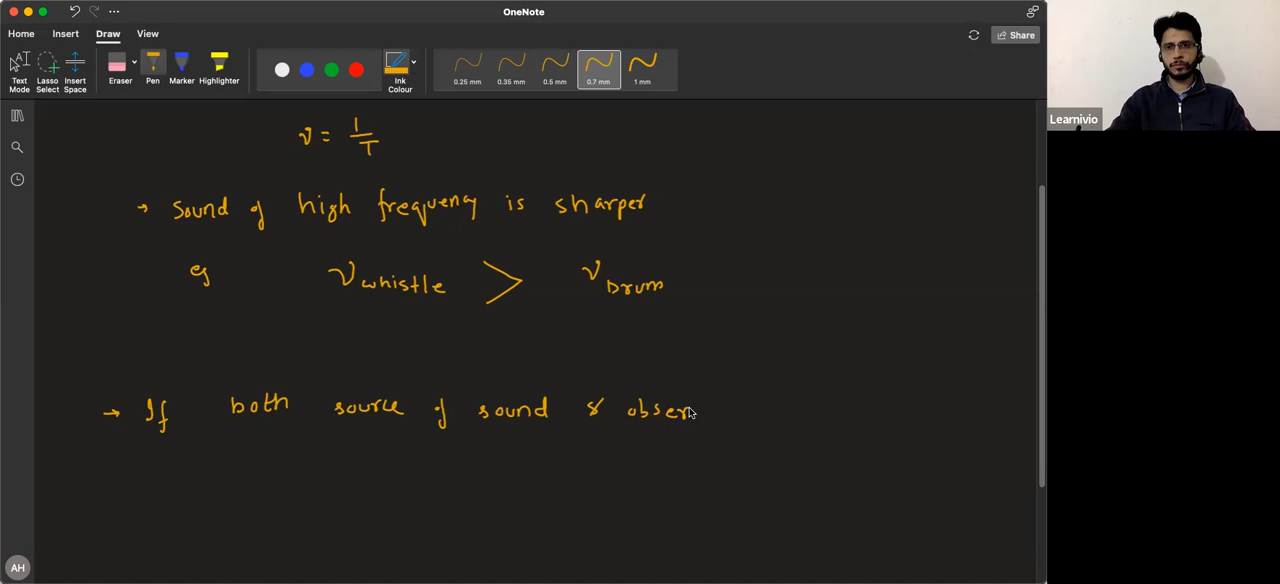 OneNote
Home Insert Draw View
Share
Text Mode
Lasso Select
Insert Space
Eraser
Pen
Marker
Highlighter
Ink Colour
0.25 mm
0.35 mm
0.5 mm
0.7 mm
1 mm
Learnivio
ν = 1/T
→ Sound of high frequency is sharper
eg ν whistle > ν Drum
→ If both source of sound & obser
AH